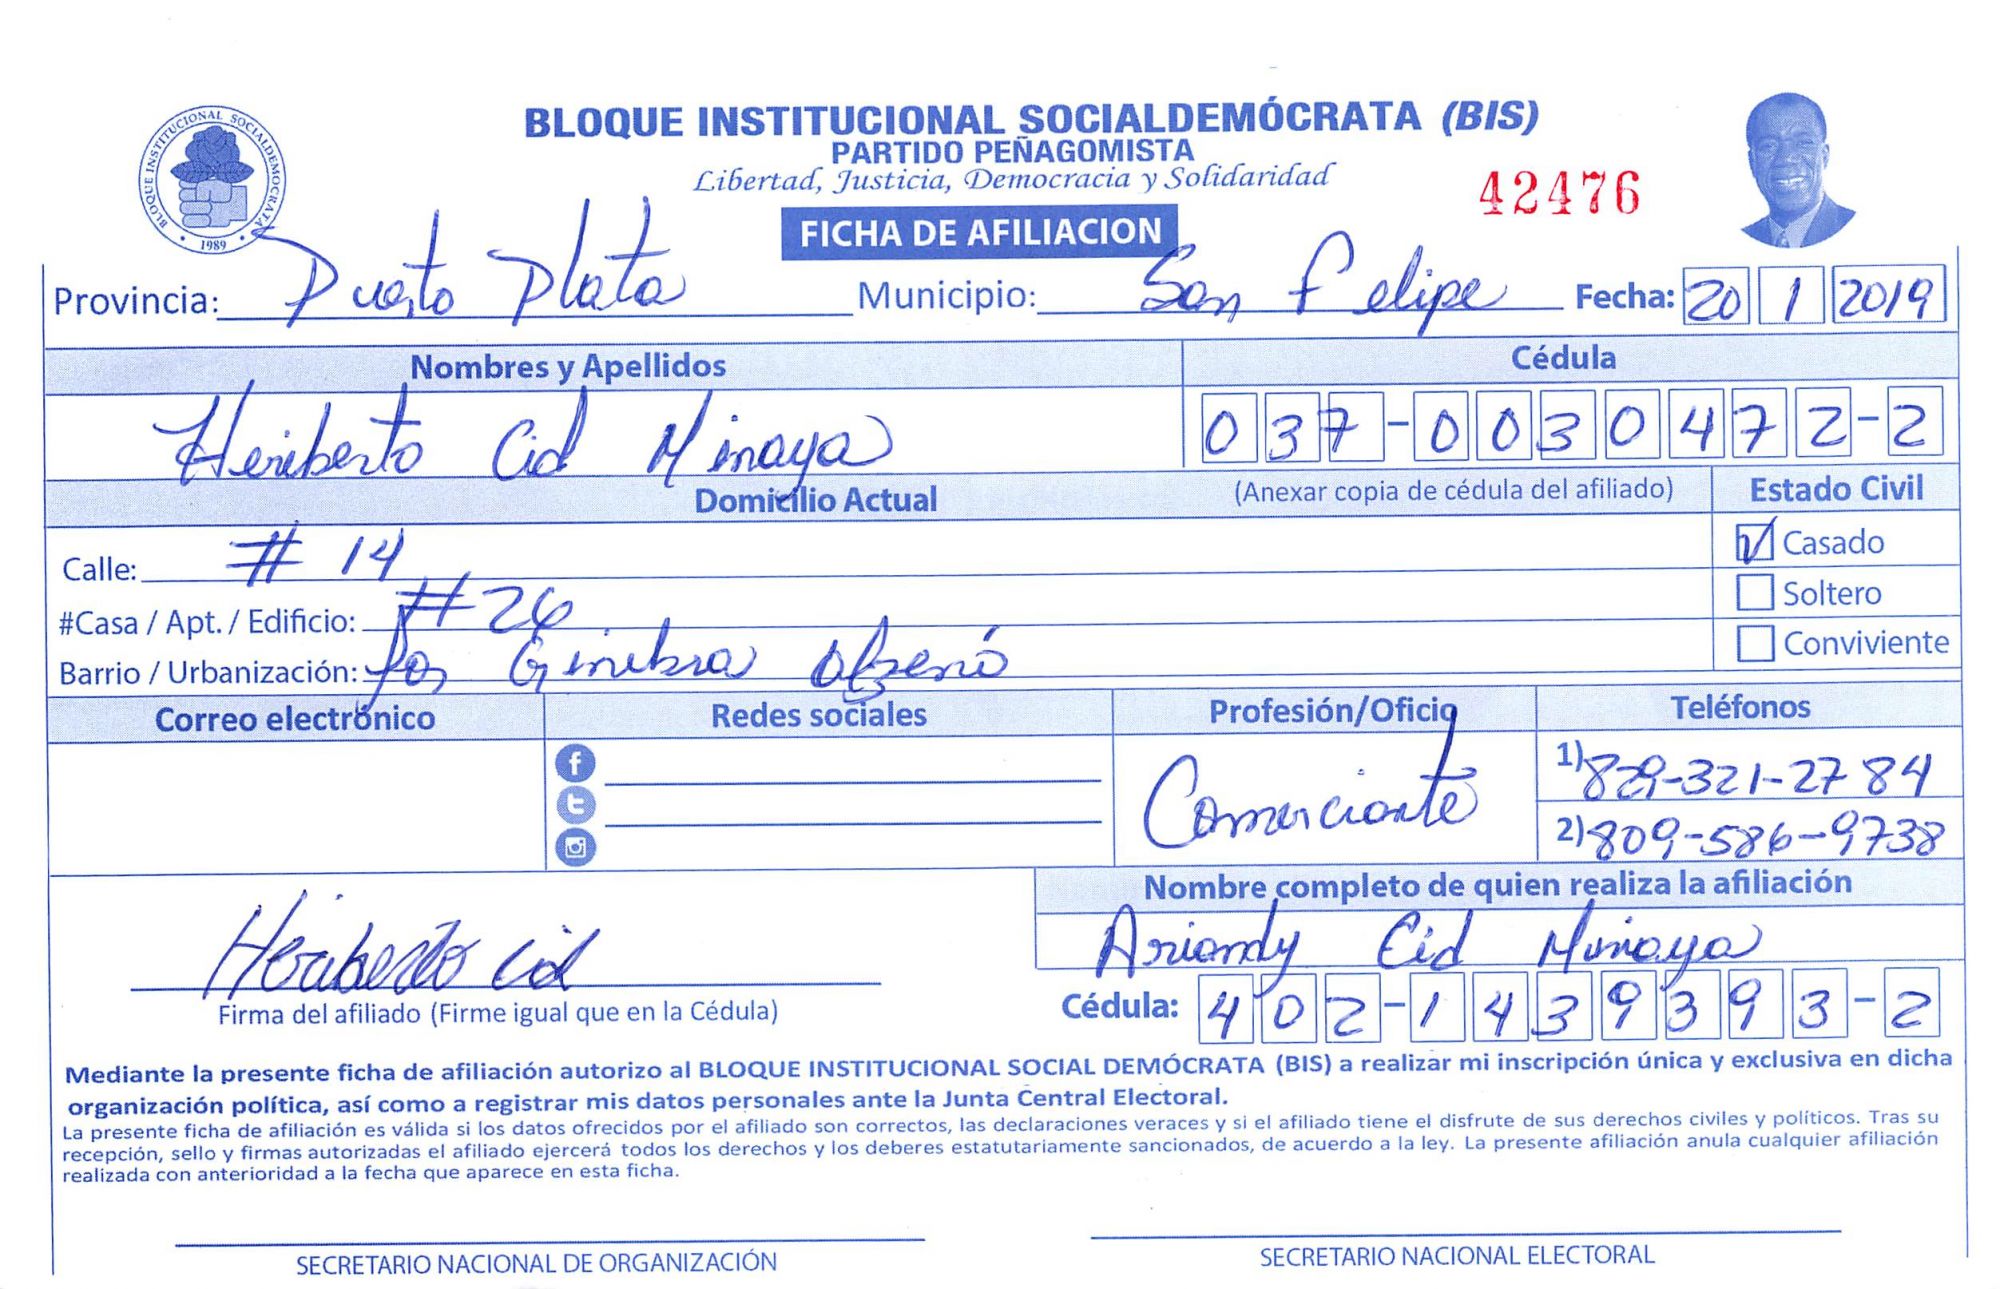 BLOQUE INSTITUCIONAL SOCIALDEMOCRATA
1989
BLOQUE INSTITUCIONAL SOCIALDEMÓCRATA (BIS)
PARTIDO PEÑAGOMISTA
Libertad, Justicia, Democracia y Solidaridad
42476
FICHA DE AFILIACION
Provincia: Puerto Plata Municipio: San Felipe Fecha: 20 1 2019
Nombres y Apellidos Cédula
Heriberto Cid Minaya 037-0030472-2
Domicilio Actual (Anexar copia de cédula del afiliado) Estado Civil
Calle: # 14 Casado
#Casa / Apt. / Edificio: #26 Soltero
Barrio / Urbanización: Los Ginebra Conviviente
Correo electrónico Redes sociales Profesión/Oficio Teléfonos
Comerciante
1) 829-321-2784
2) 809-586-9738
Nombre completo de quien realiza la afiliación
Heriberto Cid Ariandy Cid Minaya
Firma del afiliado (Firme igual que en la Cédula) Cédula: 402-1439393-2
Mediante la presente ficha de afiliación autorizo al BLOQUE INSTITUCIONAL SOCIAL DEMÓCRATA (BIS) a realizar mi inscripción única y exclusiva en dicha
organización política, así como a registrar mis datos personales ante la Junta Central Electoral.
La presente ficha de afiliación es válida si los datos ofrecidos por el afiliado son correctos, las declaraciones veraces y si el afiliado tiene el disfrute de sus derechos civiles y políticos. Tras su
recepción, sello y firmas autorizadas el afiliado ejercerá todos los derechos y los deberes estatutariamente sancionados, de acuerdo a la ley. La presente afiliación anula cualquier afiliación
realizada con anterioridad a la fecha que aparece en esta ficha.
SECRETARIO NACIONAL DE ORGANIZACIÓN SECRETARIO NACIONAL ELECTORAL